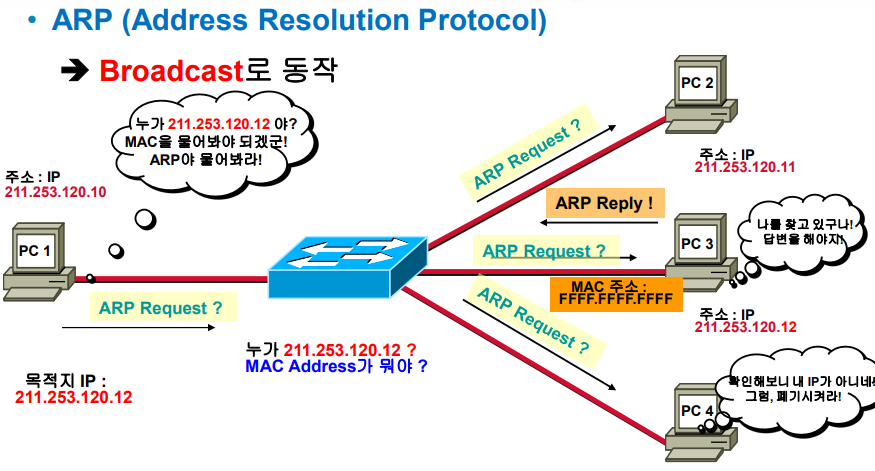 • ARP (Address Resolution Protocol)
➔ Broadcast로 동작
누가 211.253.120.12 야?
MAC을 물어봐야 되겠군!
ARP야 물어봐라!
주소 : IP
211.253.120.10
PC 1
ARP Request ?
목적지 IP :
211.253.120.12
누가 211.253.120.12 ?
MAC Address가 뭐야 ?
ARP Request ?
PC 2
주소 : IP
211.253.120.11
ARP Reply !
ARP Request ?
PC 3
나를 찾고 있구나!
답변을 해야지!
MAC 주소 :
FFFF.FFFF.FFFF
주소 : IP
211.253.120.12
ARP Request ?
PC 4
확인해보니 내 IP가 아니네
그럼, 폐기시켜라!